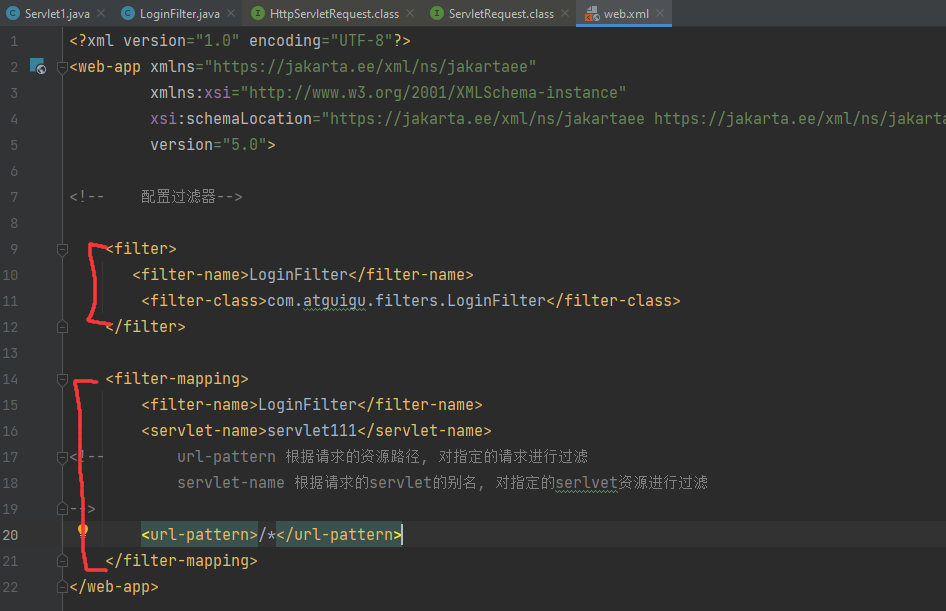 Servlet1.java LoginFilter.java HttpServletRequest.class ServletRequest.class web.xml
1 <?xml version="1.0" encoding="UTF-8"?>
2 <web-app xmlns="https://jakarta.ee/xml/ns/jakartaee"
3 xmlns:xsi="http://www.w3.org/2001/XMLSchema-instance"
4 xsi:schemaLocation="https://jakarta.ee/xml/ns/jakartaee https://jakarta.ee/xml/ns/jakarta
5 version="5.0">
6
7 <!-- 配置过滤器-->
8
9 <filter>
10 <filter-name>LoginFilter</filter-name>
11 <filter-class>com.atguigu.filters.LoginFilter</filter-class>
12 </filter>
13
14 <filter-mapping>
15 <filter-name>LoginFilter</filter-name>
16 <servlet-name>servlet111</servlet-name>
17 <!-- url-pattern 根据请求的资源路径, 对指定的请求进行过滤
18 servlet-name 根据请求的servlet的别名, 对指定的serlvet资源进行过滤
19 -->
20 <url-pattern>/*</url-pattern>
21 </filter-mapping>
22 </web-app>